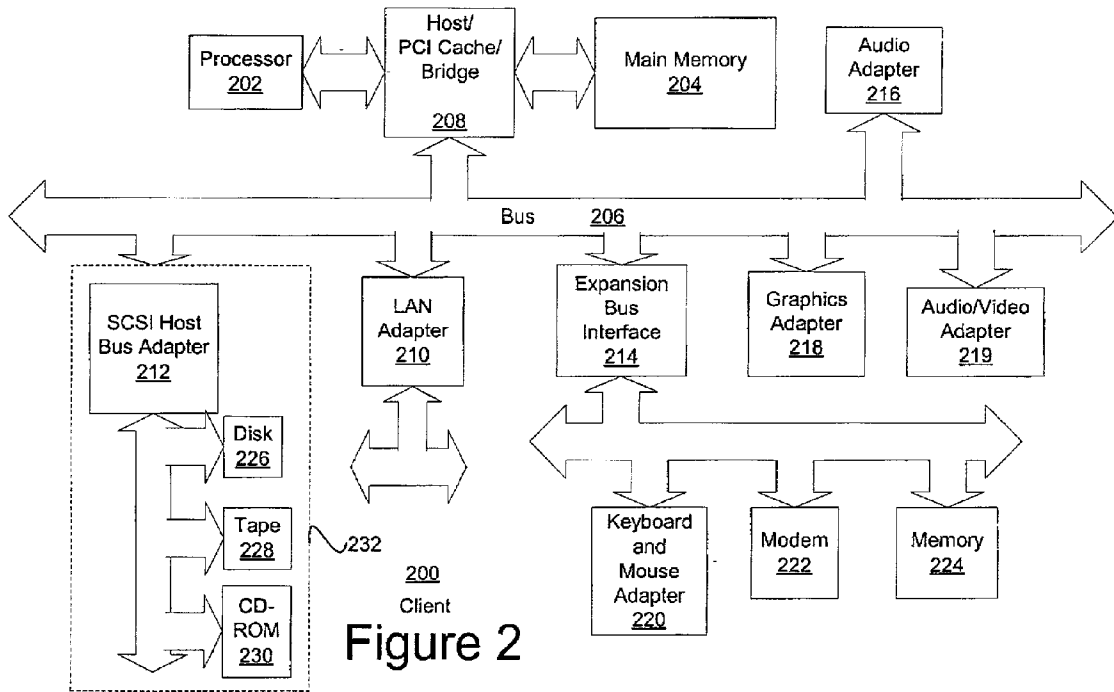 Processor
202
Host/
PCI Cache/
Bridge
208
Main Memory
204
Audio
Adapter
216
Bus 206
SCSI Host
Bus Adapter
212
LAN
Adapter
210
Expansion
Bus
Interface
214
Graphics
Adapter
218
Audio/Video
Adapter
219
Disk
226
Tape
228
CD-
ROM
230
232
200
Client
Keyboard
and
Mouse
Adapter
220
Modem
222
Memory
224
Figure 2